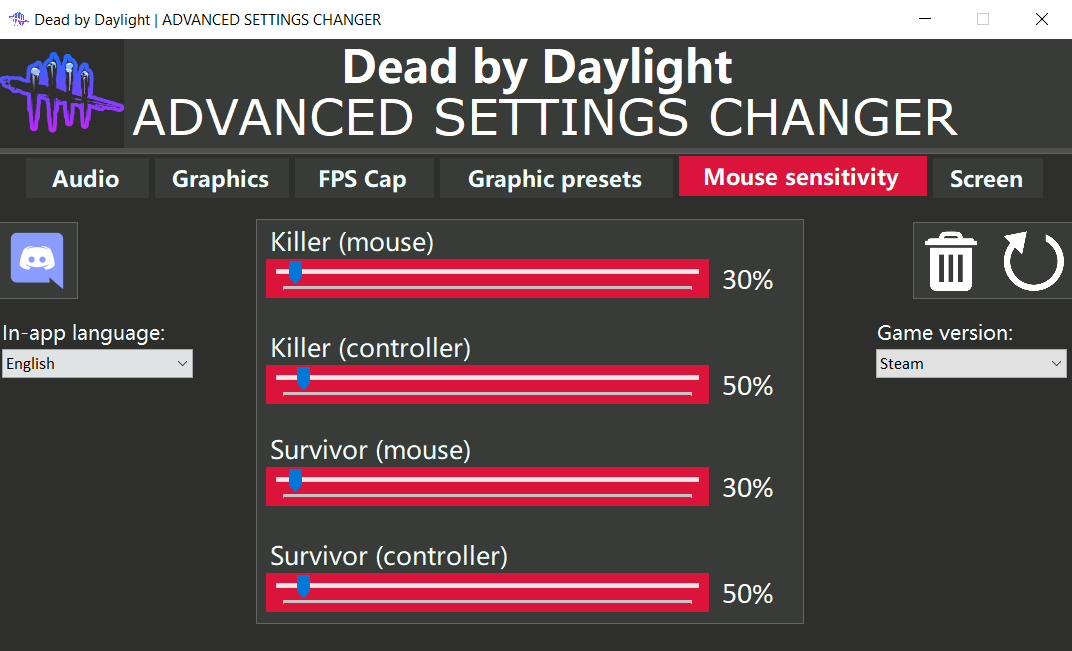 Dead by Daylight | ADVANCED SETTINGS CHANGER
Dead by Daylight
ADVANCED SETTINGS CHANGER
Audio
Graphics
FPS Cap
Graphic presets
Mouse sensitivity
Screen
Killer (mouse)
30%
In-app language:
English
Killer (controller)
50%
Game version:
Steam
Survivor (mouse)
30%
Survivor (controller)
50%